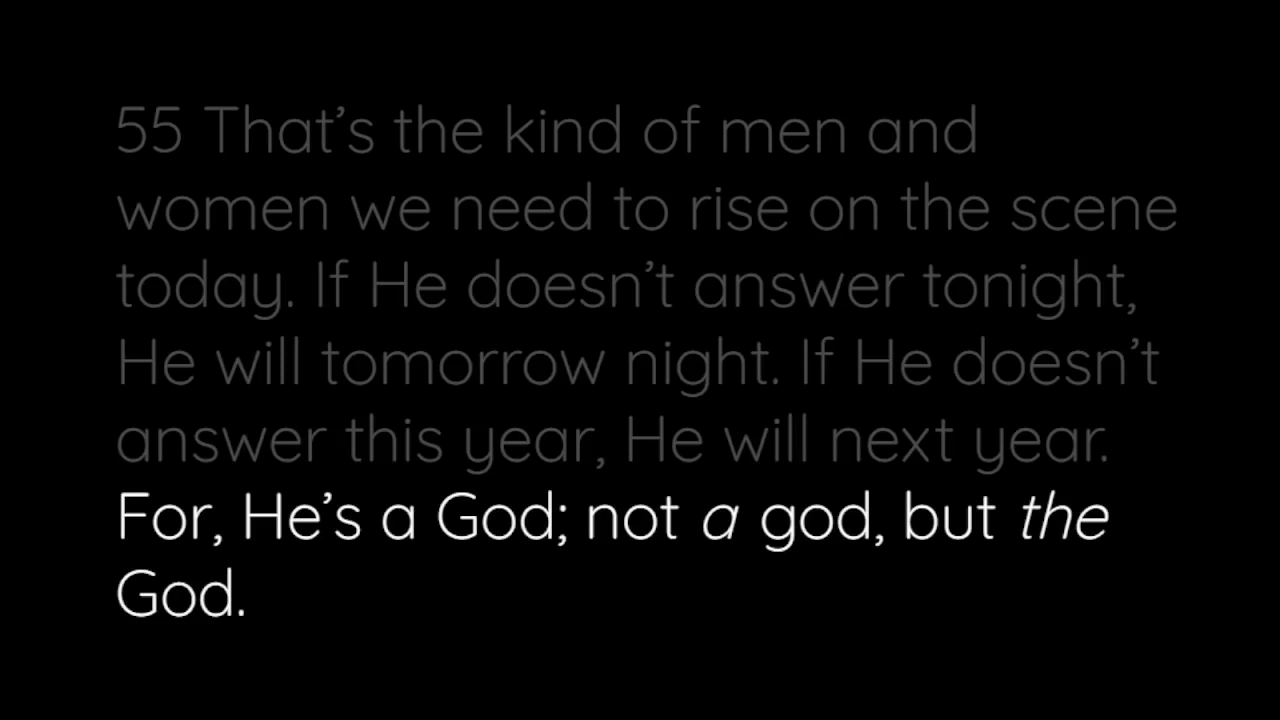 55 That’s the kind of men and
women we need to rise on the scene
today. If He doesn’t answer tonight,
He will tomorrow night. If He doesn’t
answer this year, He will next year.
For, He’s a God; not a god, but the
God.